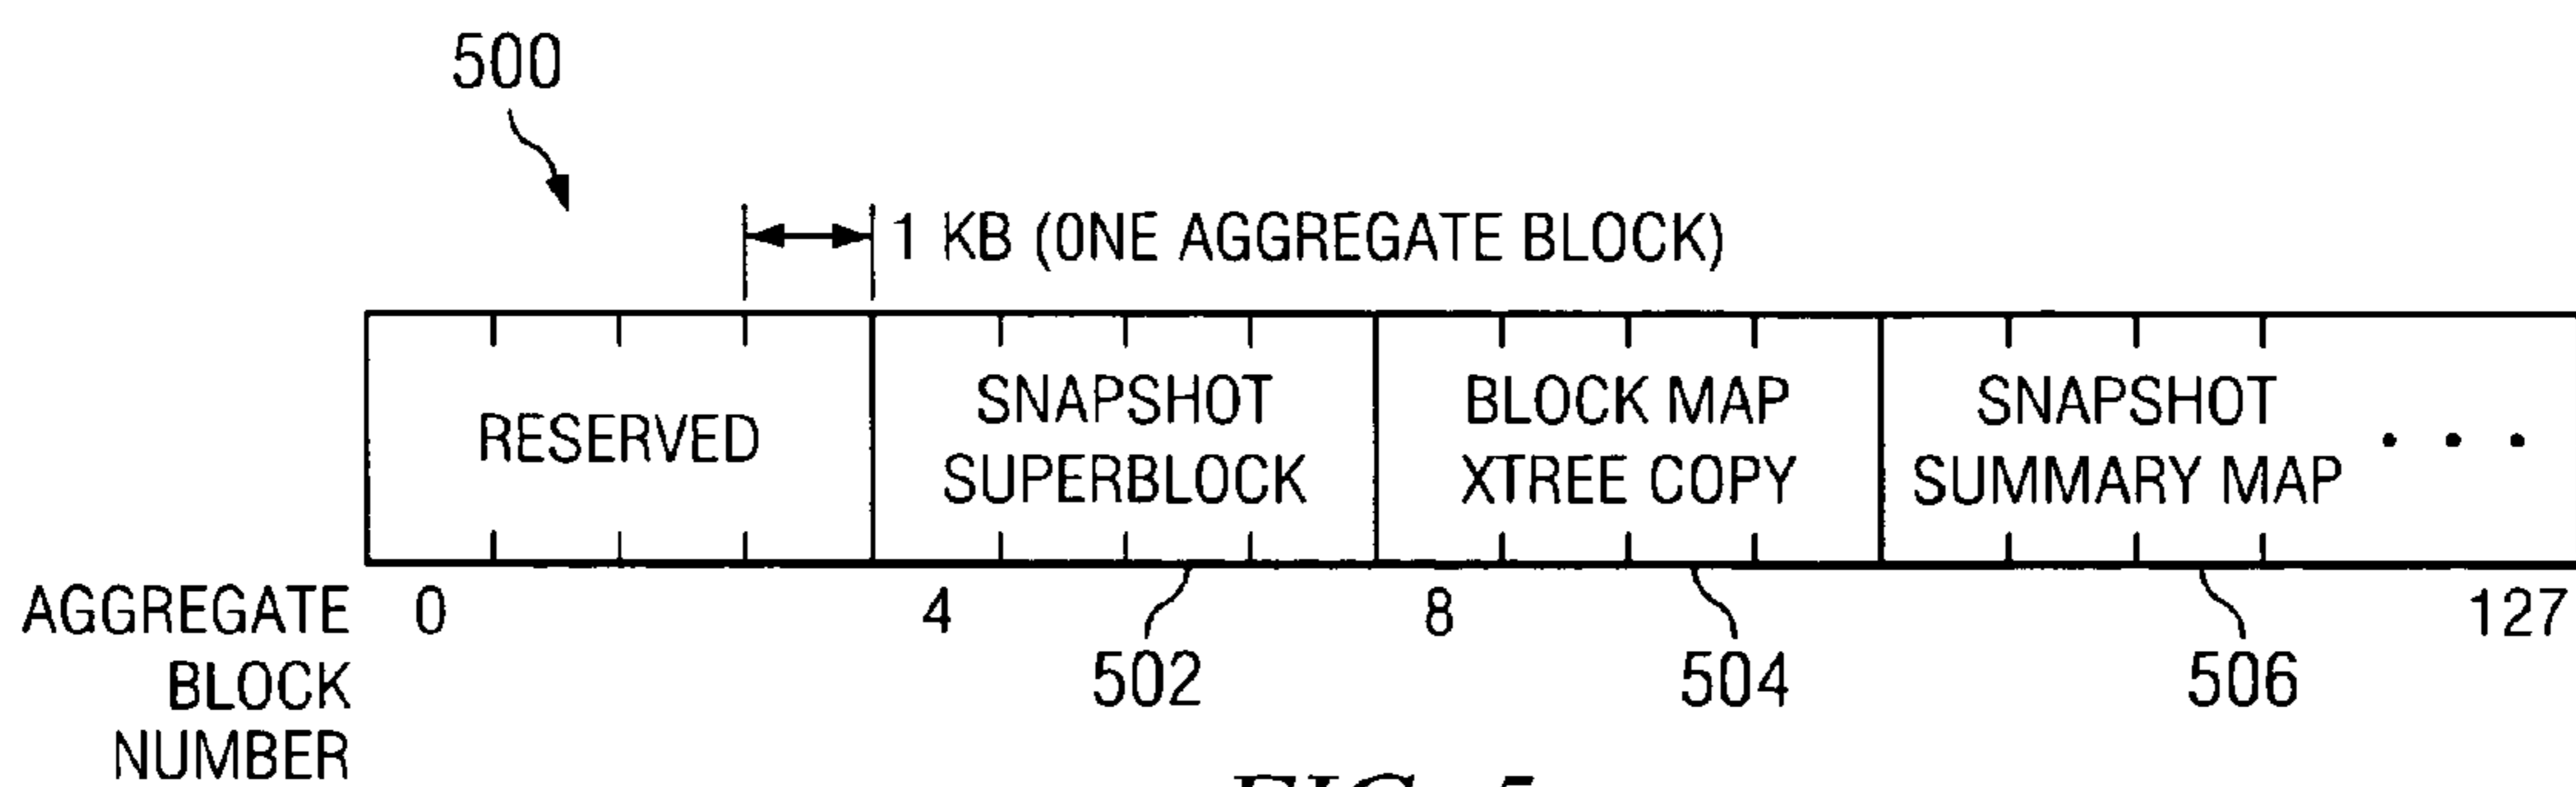 500
1 KB (ONE AGGREGATE BLOCK)
RESERVED
SNAPSHOT
SUPERBLOCK
BLOCK MAP
XTREE COPY
SNAPSHOT
SUMMARY MAP . . .
AGGREGATE
BLOCK
NUMBER
0
4
8
127
502
504
506